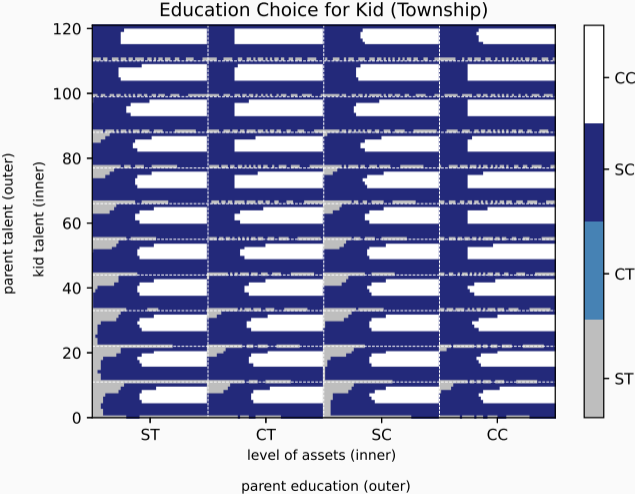 Education Choice for Kid (Township)
120
100
80
60
40
20
0
parent talent (outer)
kid talent (inner)
ST
CT
SC
CC
level of assets (inner)
parent education (outer)
CC
SC
CT
ST